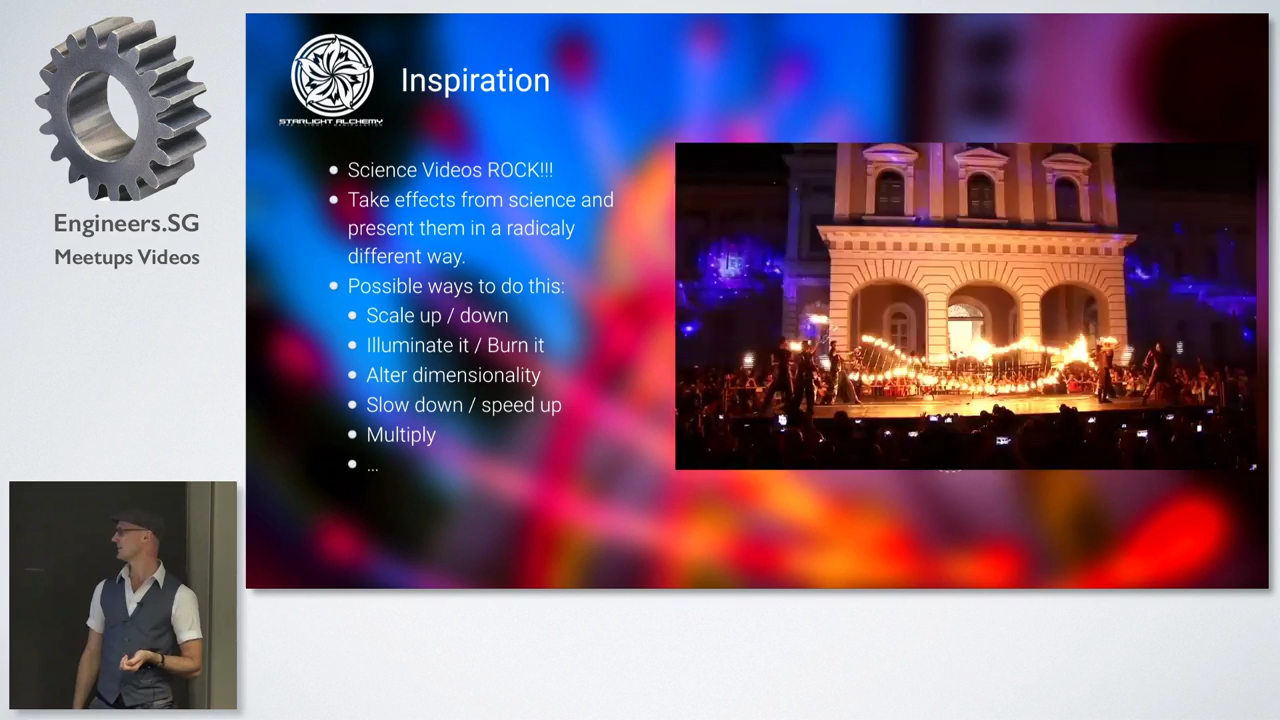 Engineers.SG
Meetups Videos
STARLIGHT ALCHEMY
Inspiration
Science Videos ROCK!!!
Take effects from science and
present them in a radicaly
different way.
Possible ways to do this:
Scale up / down
Illuminate it / Burn it
Alter dimensionality
Slow down / speed up
Multiply
...